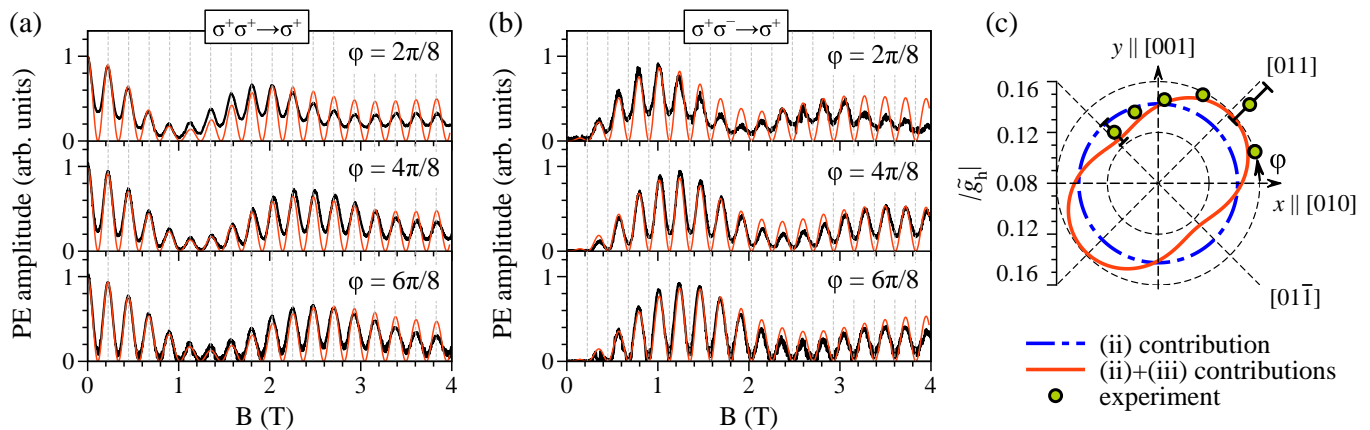 (a)
σ⁺σ⁺→σ⁺
PE amplitude (arb. units)
1
0
φ = 2π/8
1
0
φ = 4π/8
1
0
φ = 6π/8
0 1 2 3 4
B (T)
(b)
σ⁺σ⁻→σ⁺
PE amplitude (arb. units)
1
0
φ = 2π/8
1
0
φ = 4π/8
1
0
φ = 6π/8
0 1 2 3 4
B (T)
(c)
y || [001]
[011]
0.16
0.12
0.08
0.12
0.16
|g̃ₕ|
φ
x || [010]
[011̄]
(ii) contribution
(ii)+(iii) contributions
experiment